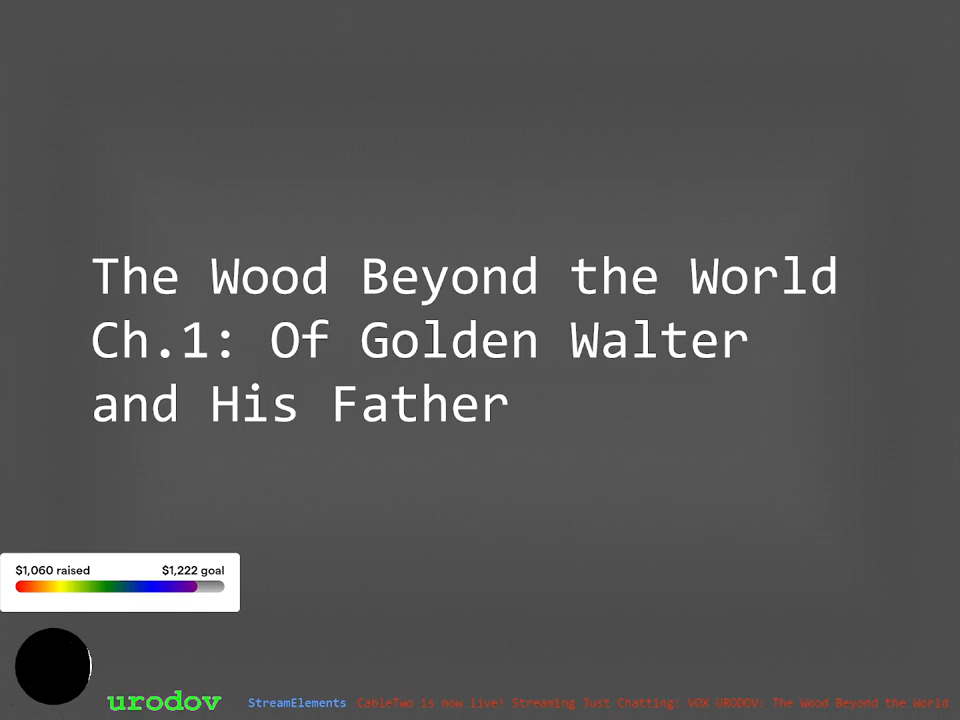 The Wood Beyond the World
Ch.1: Of Golden Walter
and His Father
$1,060 raised $1,222 goal
urodov
StreamElements CableTwo is now live! Streaming Just Chatting: VOX URODOV: The Wood Beyond the World